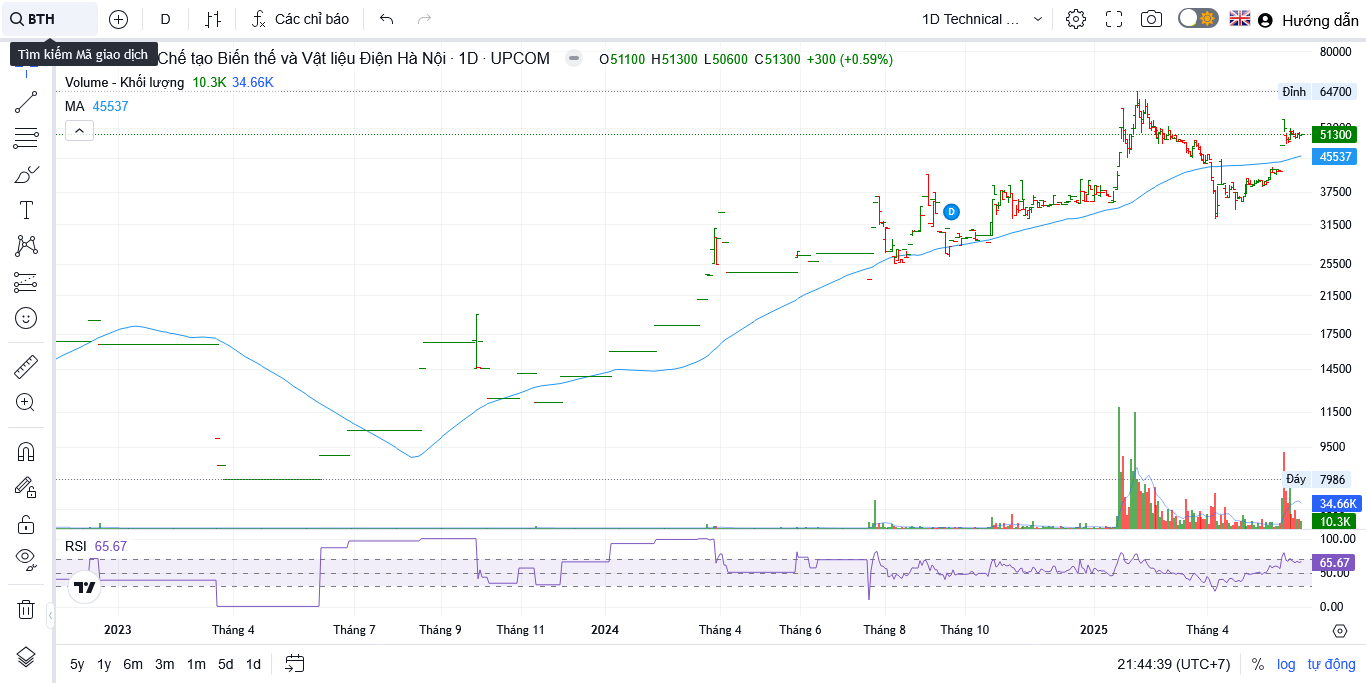 BTH
D
Các chỉ báo
1D Technical ...
Hướng dẫn
Tìm kiếm Mã giao dịch
Chế tạo Biến thế và Vật liệu Điện Hà Nội · 1D · UPCOM
O51100 H51300 L50600 C51300 +300 (+0.59%)
Volume - Khối lượng 10.3K 34.66K
MA 45537
80000
Đỉnh 64700
51300
45537
37500
31500
25500
21500
17500
14500
11500
9500
Đáy 7986
34.66K
10.3K
D
RSI 65.67
100.00
65.67
50.00
0.00
2023 Tháng 4 Tháng 7 Tháng 9 Tháng 11 2024 Tháng 4 Tháng 6 Tháng 8 Tháng 10 2025 Tháng 4
5y 1y 6m 3m 1m 5d 1d
21:44:39 (UTC+7) % log tự động